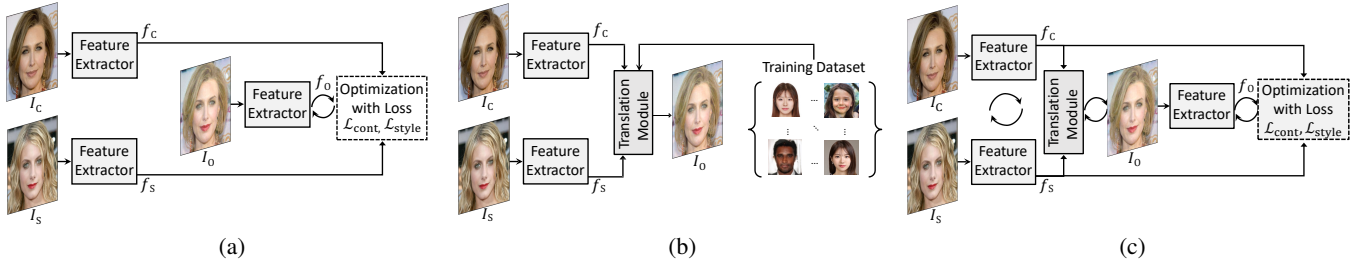 Feature
Extractor
f_C
I_C
Feature
Extractor
f_O
I_O
Optimization
with Loss
ℒ_cont, ℒ_style
Feature
Extractor
f_S
I_S
(a)
Feature
Extractor
f_C
I_C
Translation
Module
I_O
Training Dataset
...
...
Feature
Extractor
f_S
I_S
(b)
Feature
Extractor
f_C
I_C
Translation
Module
I_O
Feature
Extractor
f_O
Optimization
with Loss
ℒ_cont, ℒ_style
Feature
Extractor
f_S
I_S
(c)